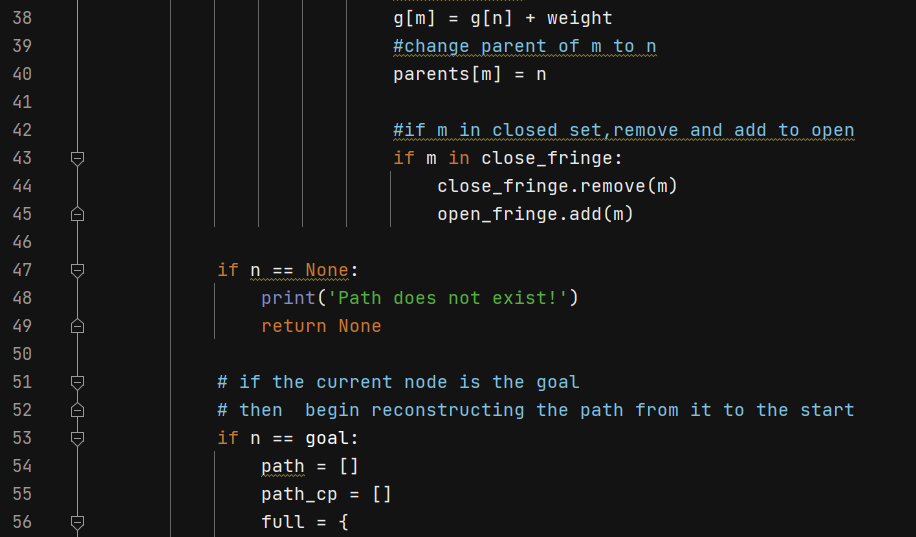 38 g[m] = g[n] + weight
39 #change parent of m to n
40 parents[m] = n
41
42 #if m in closed set,remove and add to open
43 if m in close_fringe:
44 close_fringe.remove(m)
45 open_fringe.add(m)
46
47 if n == None:
48 print('Path does not exist!')
49 return None
50
51 # if the current node is the goal
52 # then  begin reconstructing the path from it to the start
53 if n == goal:
54 path = []
55 path_cp = []
56 full = {